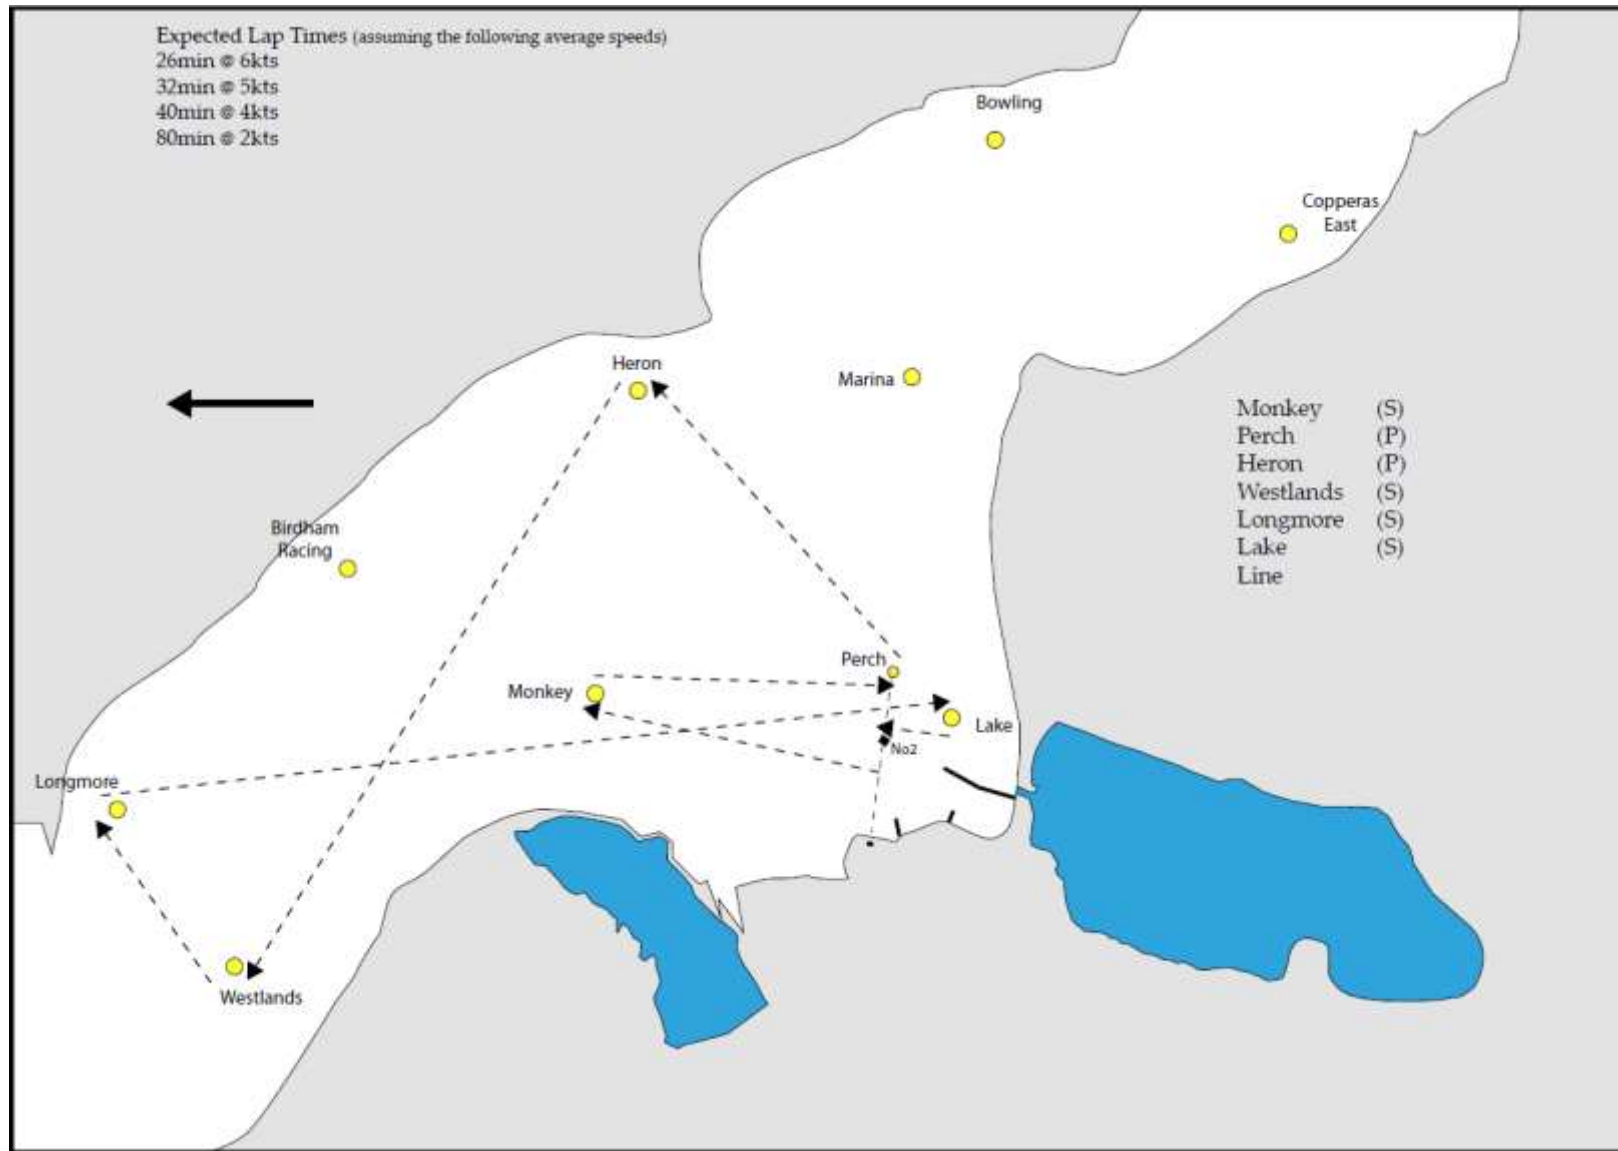 Expected Lap Times (assuming the following average speeds)
26min @ 6kts
32min @ 5kts
40min @ 4kts
80min @ 2kts
Bowling
Copperas
East
Heron
Marina
Monkey (S)
Perch (P)
Heron (P)
Westlands (S)
Longmore (S)
Lake (S)
Line
Birdham
Racing
Perch
Monkey
Lake
No2
Longmore
Westlands